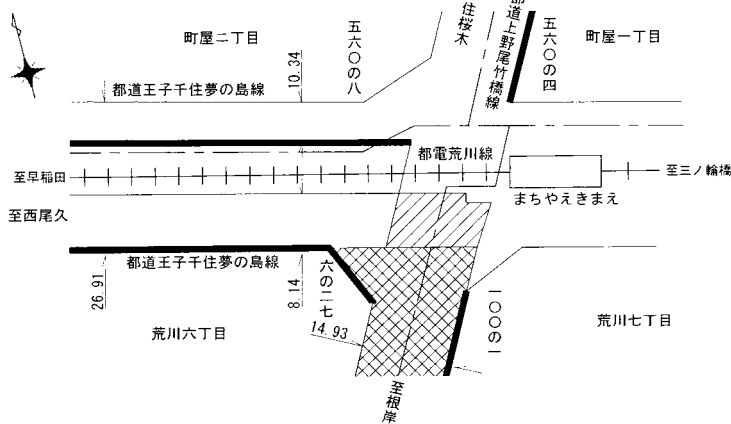 町屋二丁目
町屋一丁目
五六〇の八
住桜木
都道上野尾竹橋線
五六〇の四
都道王子千住夢の島線
10.34
都電荒川線
至早稲田
至三ノ輪橋
まちやえきまえ
至西尾久
都道王子千住夢の島線
26.91
8.14
六の二七
14.93
一〇〇の一
荒川六丁目
荒川七丁目
至根岸